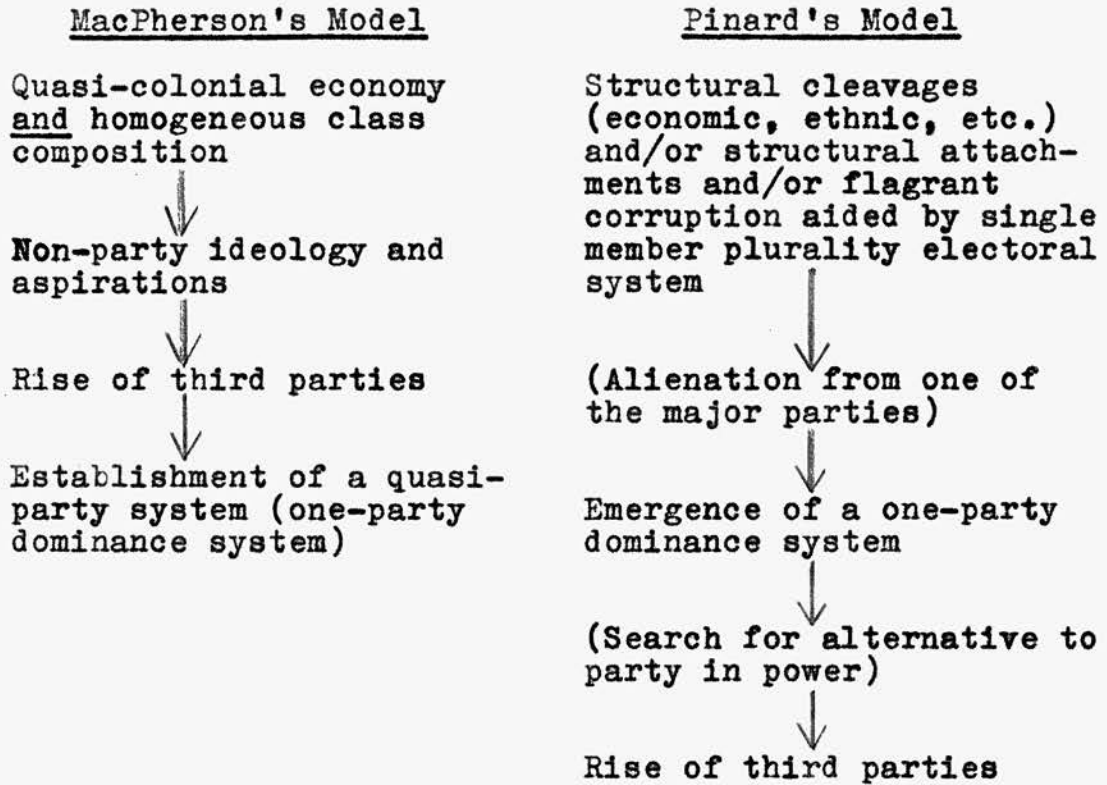 MacPherson's Model
Quasi-colonial economy
and homogeneous class
composition
Non-party ideology and
aspirations
Rise of third parties
Establishment of a quasi-
party system (one-party
dominance system)
Pinard's Model
Structural cleavages
(economic, ethnic, etc.)
and/or structural attach-
ments and/or flagrant
corruption aided by single
member plurality electoral
system
(Alienation from one of
the major parties)
Emergence of a one-party
dominance system
(Search for alternative to
party in power)
Rise of third parties